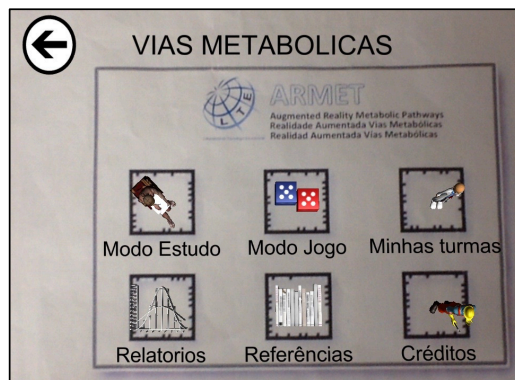 VIAS METABOLICAS
LTE
ARMET
Augmented Reality Metabolic Pathways
Realidade Aumentada Vias Metabólicas
Realidad Aumentada Vías Metabólicas
Modo Estudo Modo Jogo Minhas turmas
Relatorios Referências Créditos